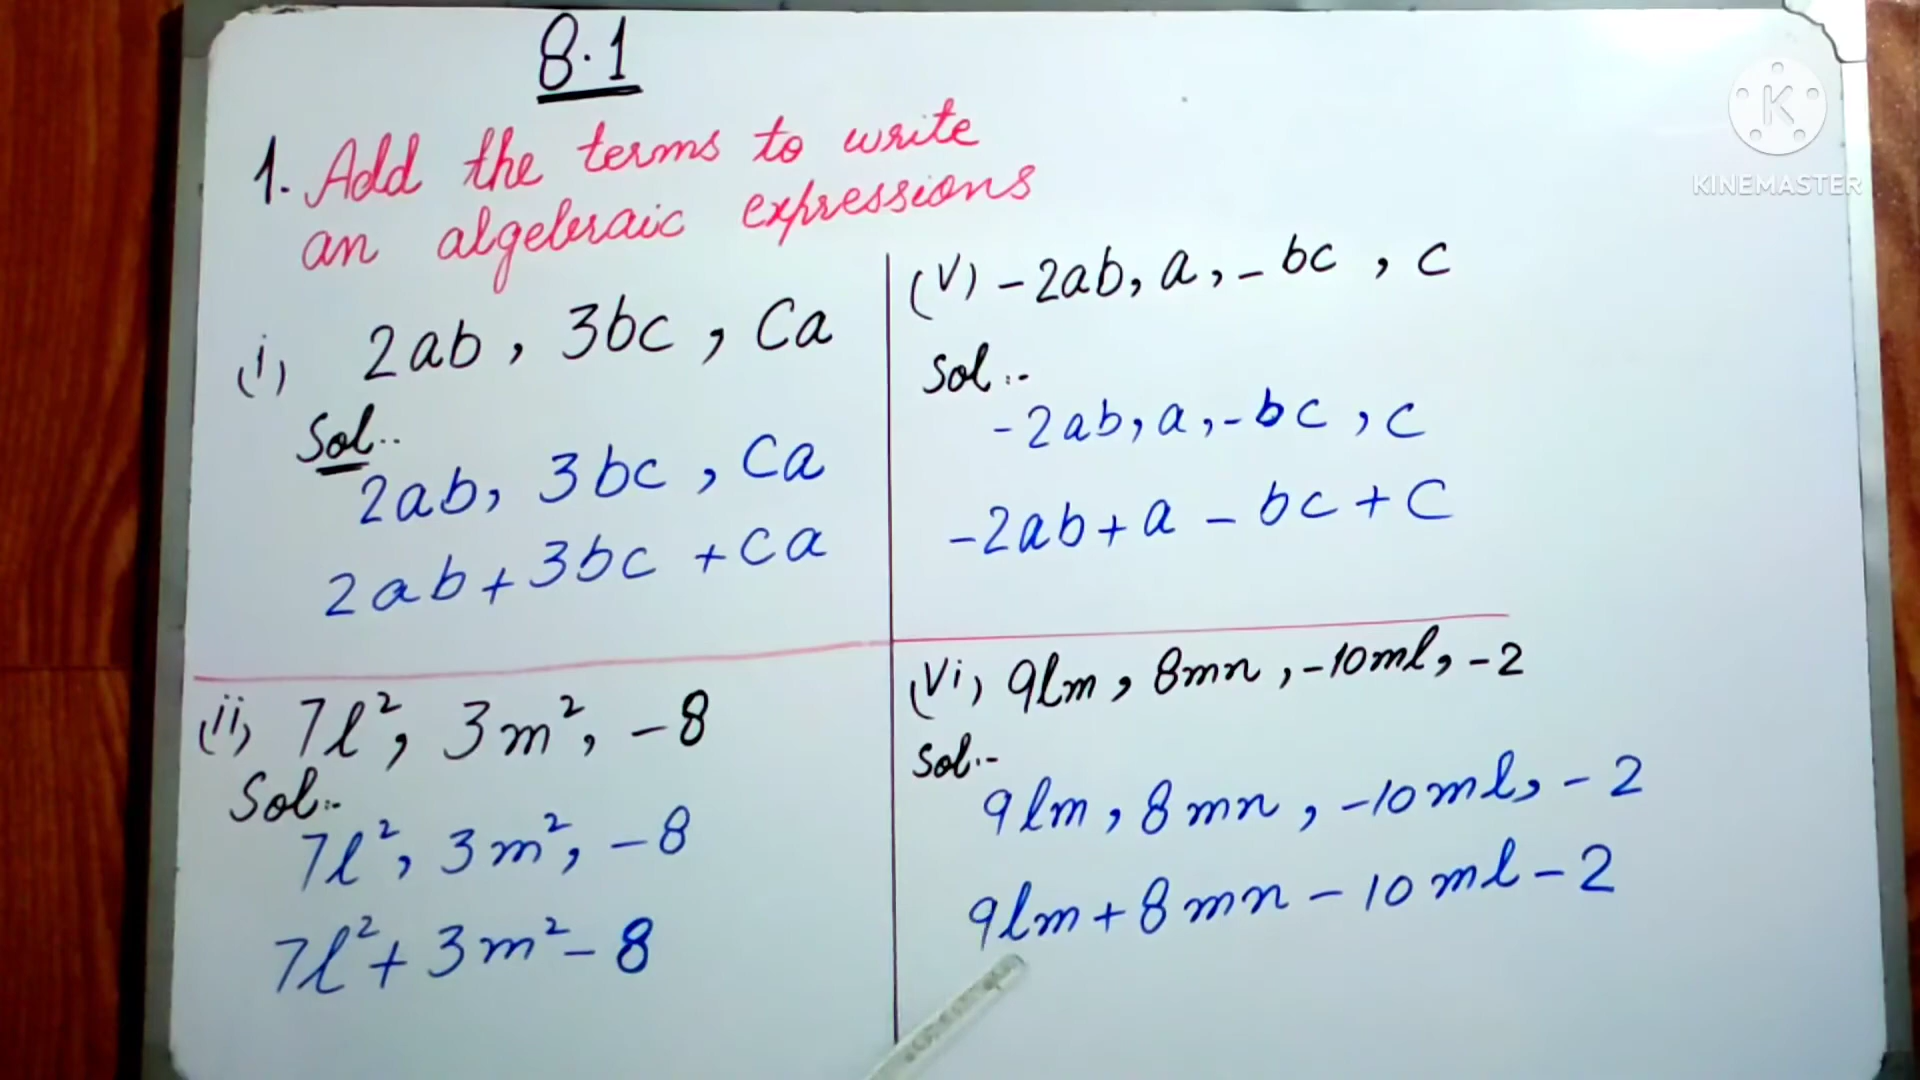 8.1
1. Add the terms to write
an algebraic expressions
(i) 2ab, 3bc, Ca
Sol..
2ab, 3bc, Ca
2ab+3bc+Ca
(ii) 7l², 3m², -8
Sol:-
7l², 3m², -8
7l²+3m²-8
(V) -2ab, a, -bc, c
Sol:-
-2ab, a, -bc, c
-2ab+a-bc+C
(Vi) 9lm, 8mn, -10ml, -2
Sol:-
9lm, 8mn, -10ml, -2
9lm+8mn-10ml-2
K
KINEMASTER